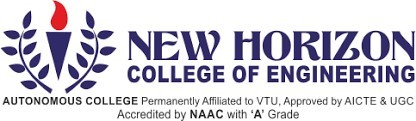 NEW HORIZON
COLLEGE OF ENGINEERING
AUTONOMOUS COLLEGE Permanently Affiliated to VTU, Approved by AICTE & UGC
Accredited by NAAC with ‘A’ Grade